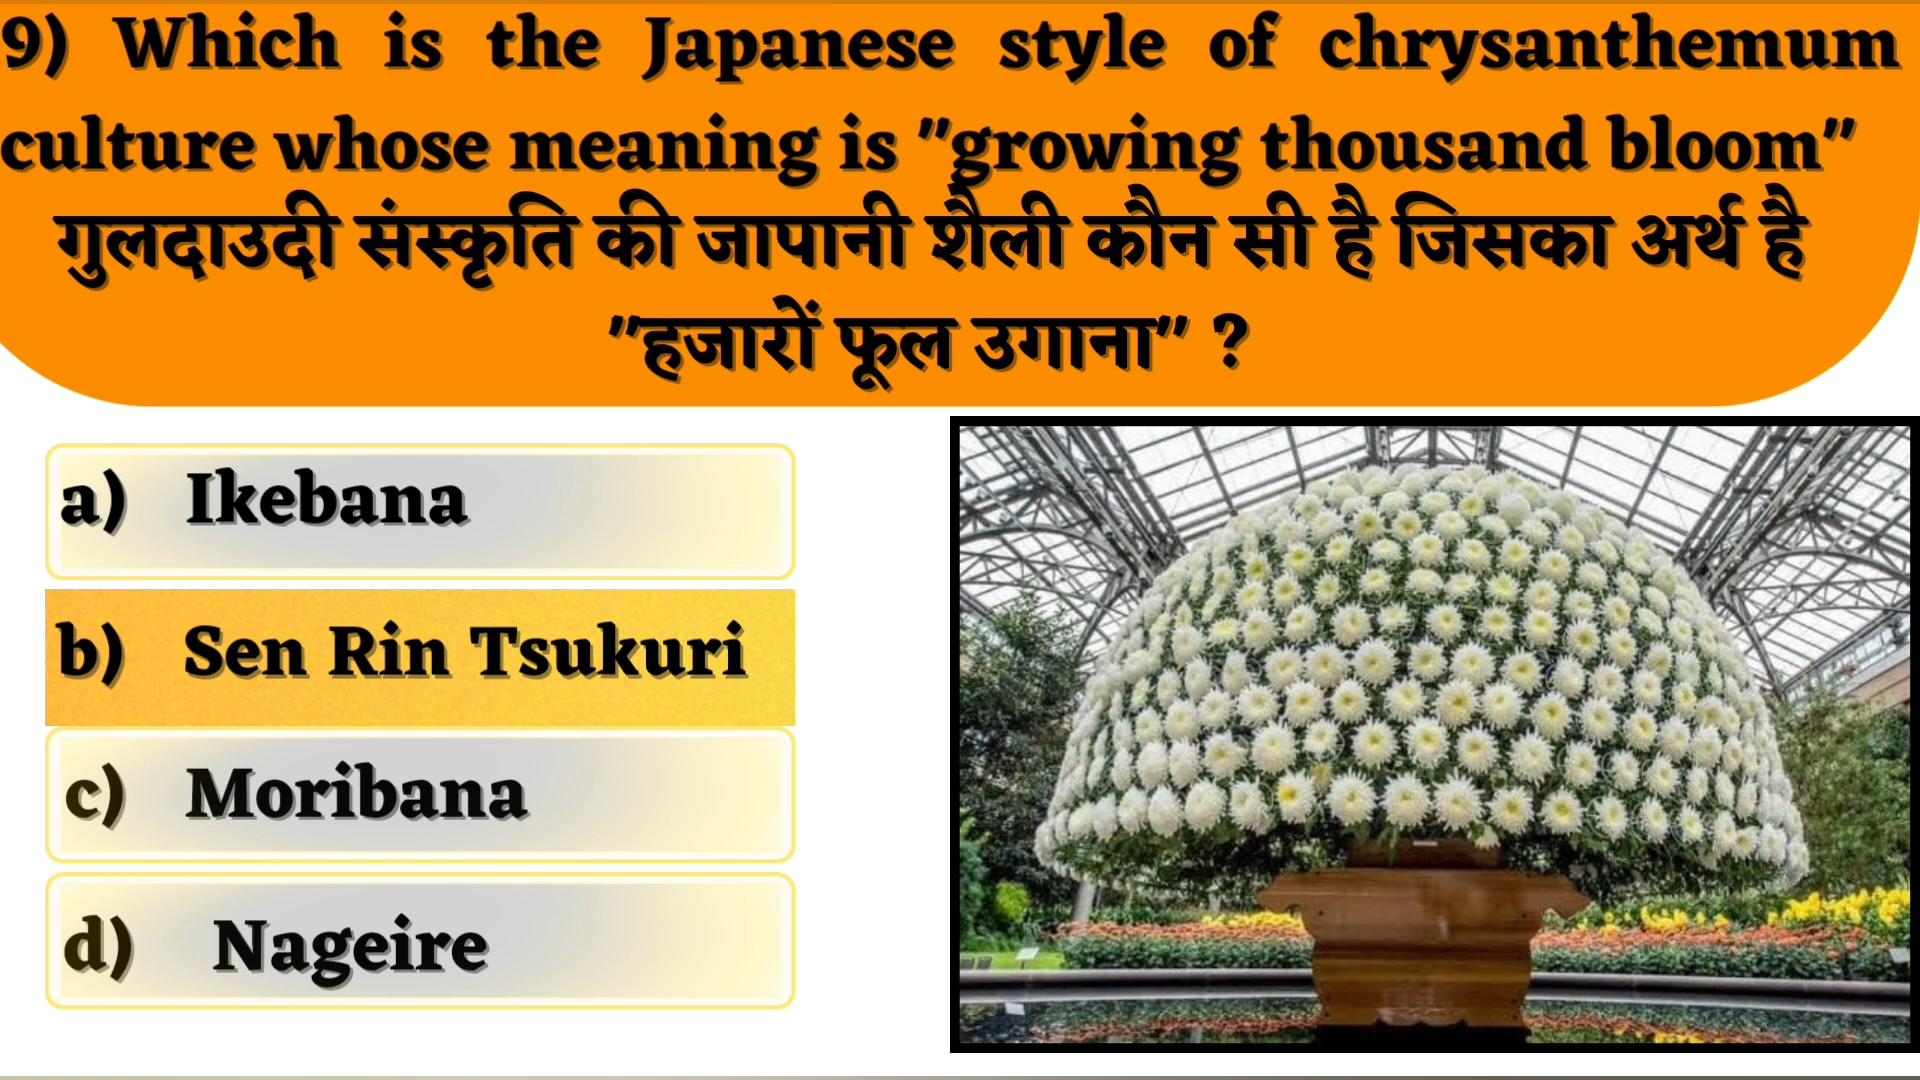 9) Which is the Japanese style of chrysanthemum
culture whose meaning is "growing thousand bloom"
गुलदाउदी संस्कृति की जापानी शैली कौन सी है जिसका अर्थ है
"हजारों फूल उगाना" ?
a) Ikebana
b) Sen Rin Tsukuri
c) Moribana
d) Nageire